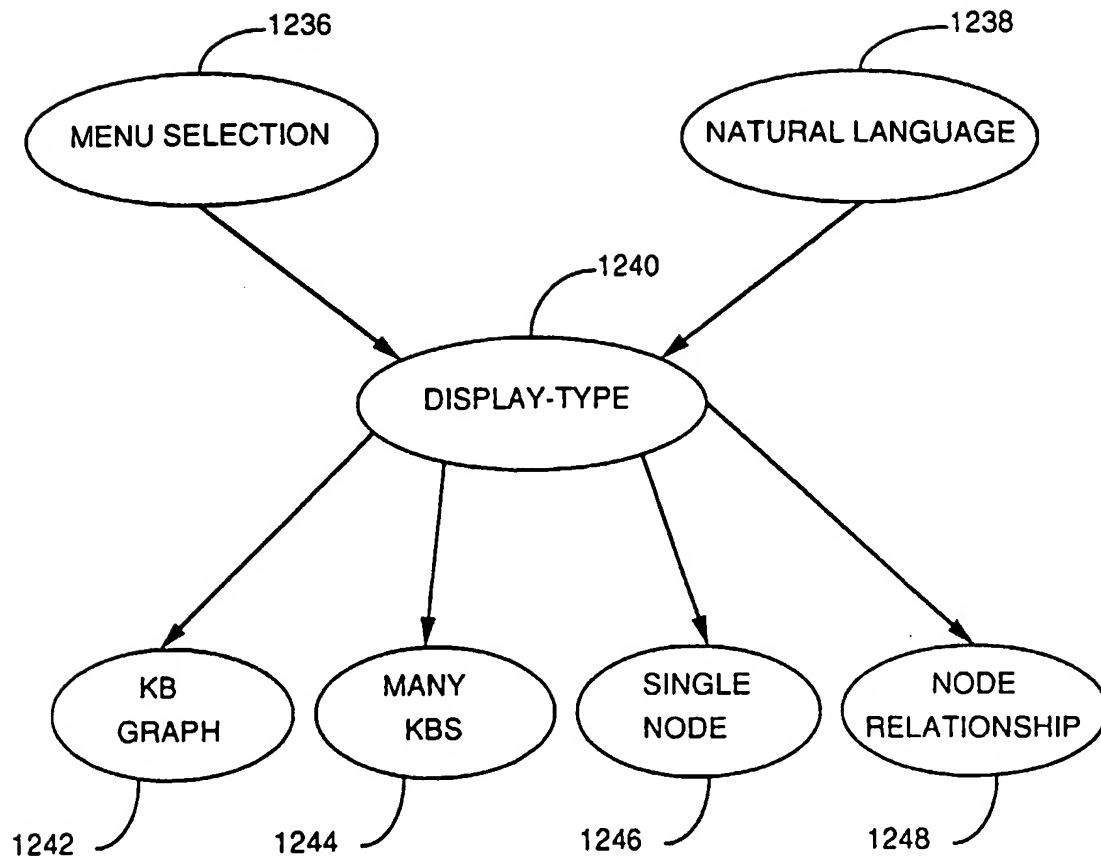 1236
1238
MENU SELECTION
NATURAL LANGUAGE
1240
DISPLAY-TYPE
KB
GRAPH
MANY
KBS
SINGLE
NODE
NODE
RELATIONSHIP
1242
1244
1246
1248